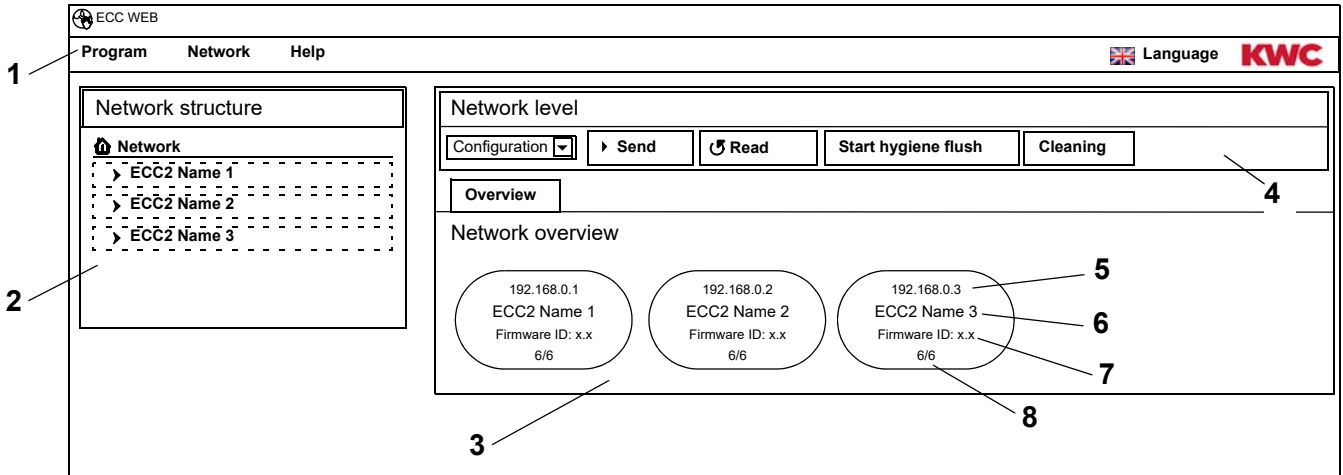 ECC WEB
Program Network Help Language KWC
1
Network structure
Network
ECC2 Name 1
ECC2 Name 2
ECC2 Name 3
2
Network level
Configuration Send Read Start hygiene flush Cleaning
4
Overview
Network overview
192.168.0.1
ECC2 Name 1
Firmware ID: x.x
6/6
192.168.0.2
ECC2 Name 2
Firmware ID: x.x
6/6
192.168.0.3
ECC2 Name 3
Firmware ID: x.x
6/6
5
6
7
8
3